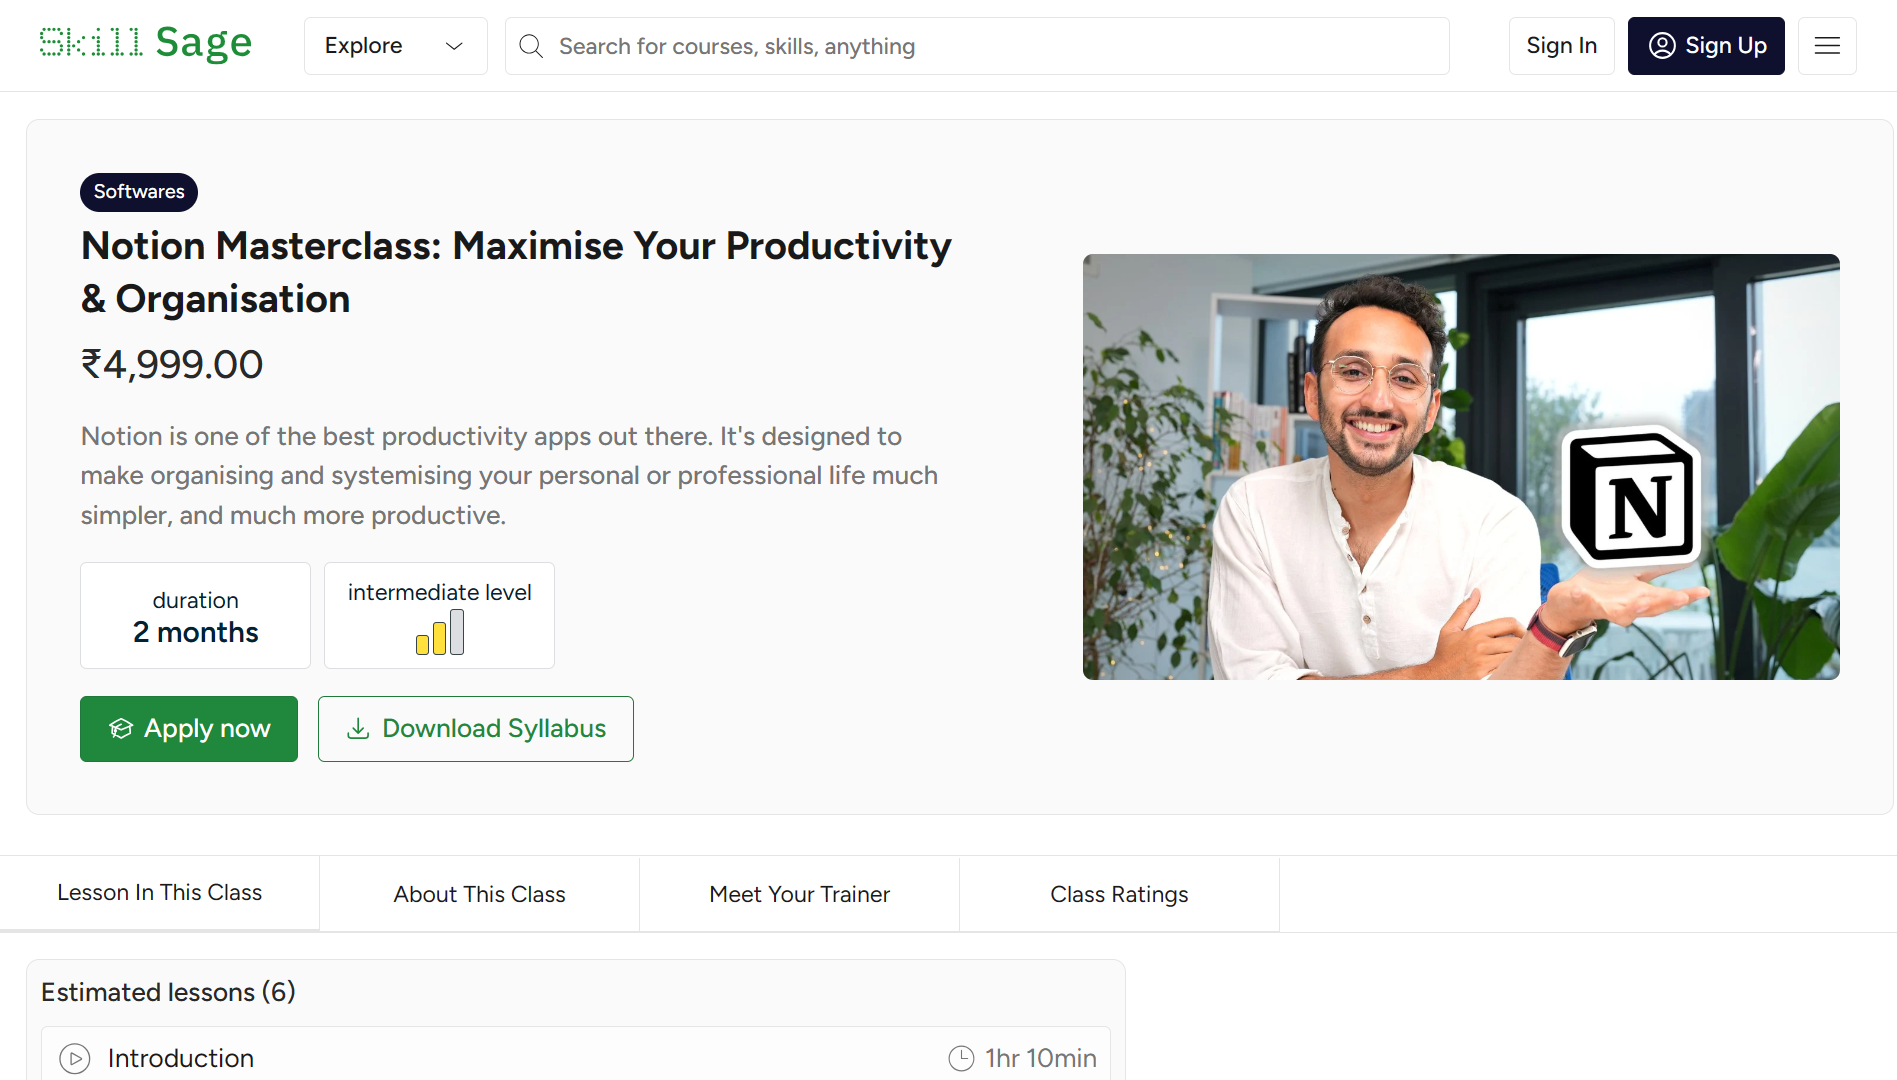 Skill Sage
Explore
Search for courses, skills, anything
Sign In
Sign Up
Softwares
Notion Masterclass: Maximise Your Productivity
& Organisation
₹4,999.00
Notion is one of the best productivity apps out there. It's designed to
make organising and systemising your personal or professional life much
simpler, and much more productive.
duration
2 months
intermediate level
Apply now
Download Syllabus
N
Lesson In This Class
About This Class
Meet Your Trainer
Class Ratings
Estimated lessons (6)
Introduction
1hr 10min